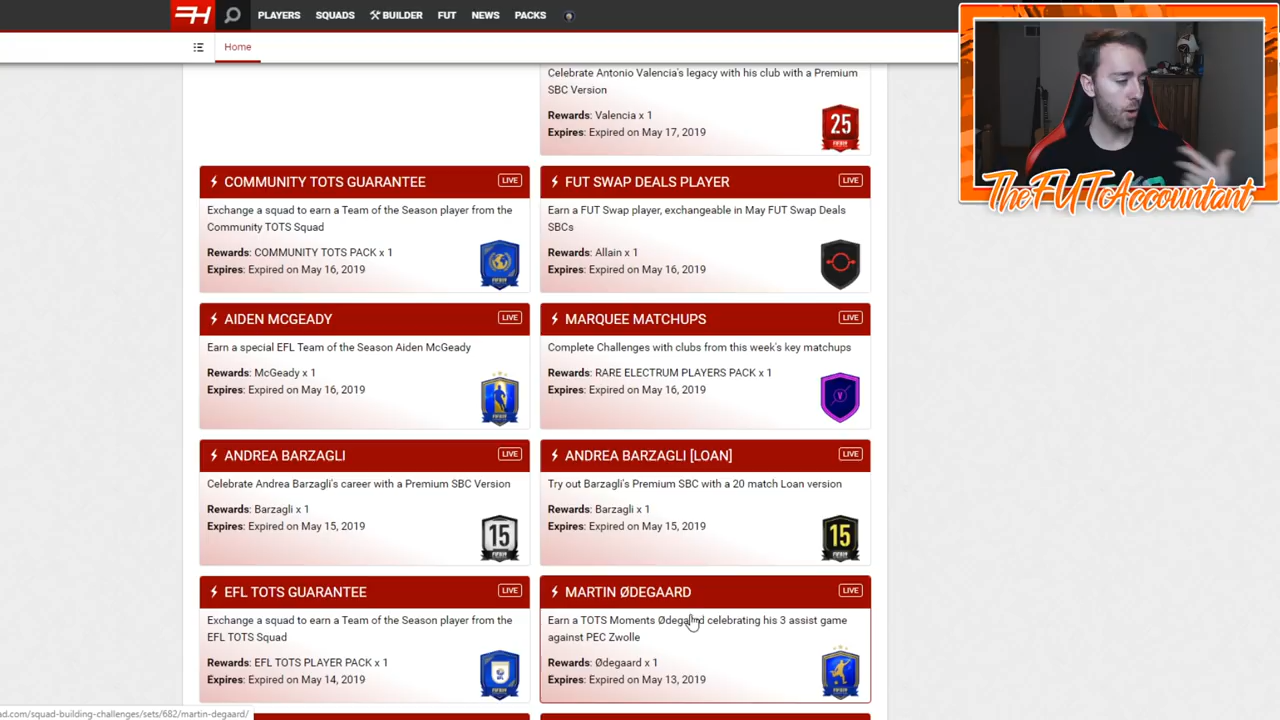 PLAYERS SQUADS BUILDER FUT NEWS PACKS
Home
Celebrate Antonio Valencia's legacy with his club with a Premium
SBC Version
Rewards: Valencia x 1
Expires: Expired on May 17, 2019
25
COMMUNITY TOTS GUARANTEE LIVE
Exchange a squad to earn a Team of the Season player from the
Community TOTS Squad
Rewards: COMMUNITY TOTS PACK x 1
Expires: Expired on May 16, 2019
FUT SWAP DEALS PLAYER LIVE
Earn a FUT Swap player, exchangeable in May FUT Swap Deals
SBCs
Rewards: Allain x 1
Expires: Expired on May 16, 2019
AIDEN MCGEADY LIVE
Earn a special EFL Team of the Season Aiden McGeady
Rewards: McGeady x 1
Expires: Expired on May 16, 2019
MARQUEE MATCHUPS LIVE
Complete Challenges with clubs from this week's key matchups
Rewards: RARE ELECTRUM PLAYERS PACK x 1
Expires: Expired on May 16, 2019
V
ANDREA BARZAGLI LIVE
Celebrate Andrea Barzagli's career with a Premium SBC Version
Rewards: Barzagli x 1
Expires: Expired on May 15, 2019
15
ANDREA BARZAGLI [LOAN] LIVE
Try out Barzagli's Premium SBC with a 20 match Loan version
Rewards: Barzagli x 1
Expires: Expired on May 15, 2019
15
EFL TOTS GUARANTEE LIVE
Exchange a squad to earn a Team of the Season player from the
EFL TOTS Squad
Rewards: EFL TOTS PLAYER PACK x 1
Expires: Expired on May 14, 2019
MARTIN ØDEGAARD LIVE
Earn a TOTS Moments Ødegaard celebrating his 3 assist game
against PEC Zwolle
Rewards: Ødegaard x 1
Expires: Expired on May 13, 2019
ad.com/squad-building-challenges/sets/682/martin-degaard/
TheFUTAccountant